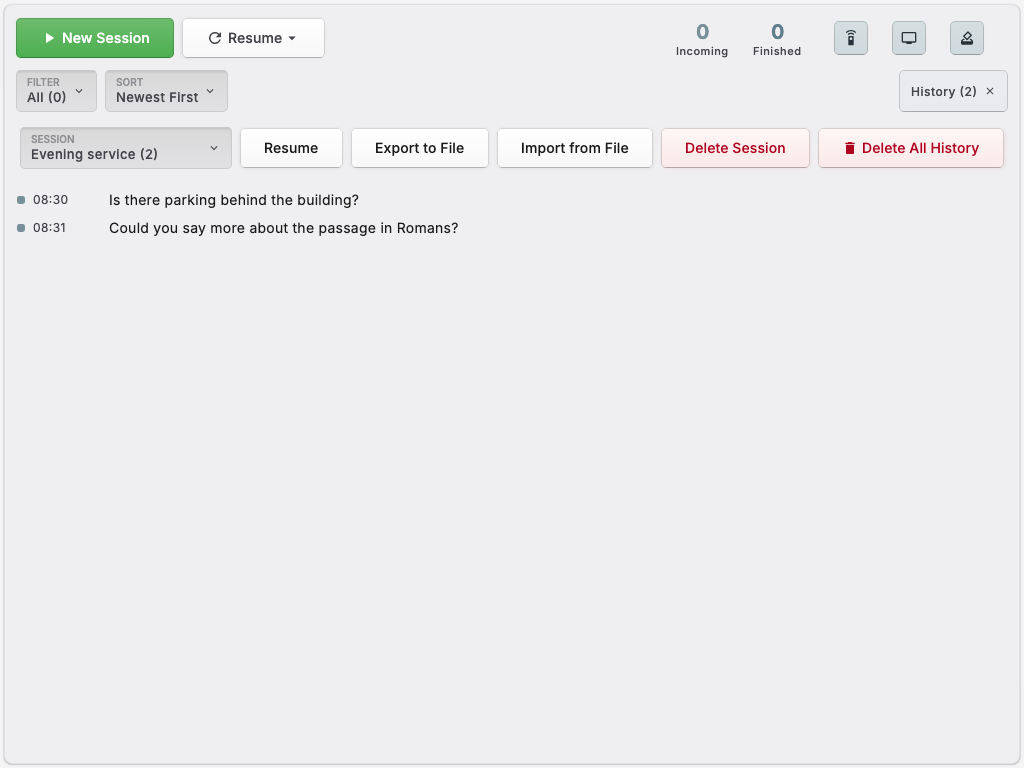 New Session
Resume
0
Incoming
0
Finished
FILTER
All (0)
SORT
Newest First
History (2) ×
SESSION
Evening service (2)
Resume
Export to File
Import from File
Delete Session
Delete All History
08:30 Is there parking behind the building?
08:31 Could you say more about the passage in Romans?